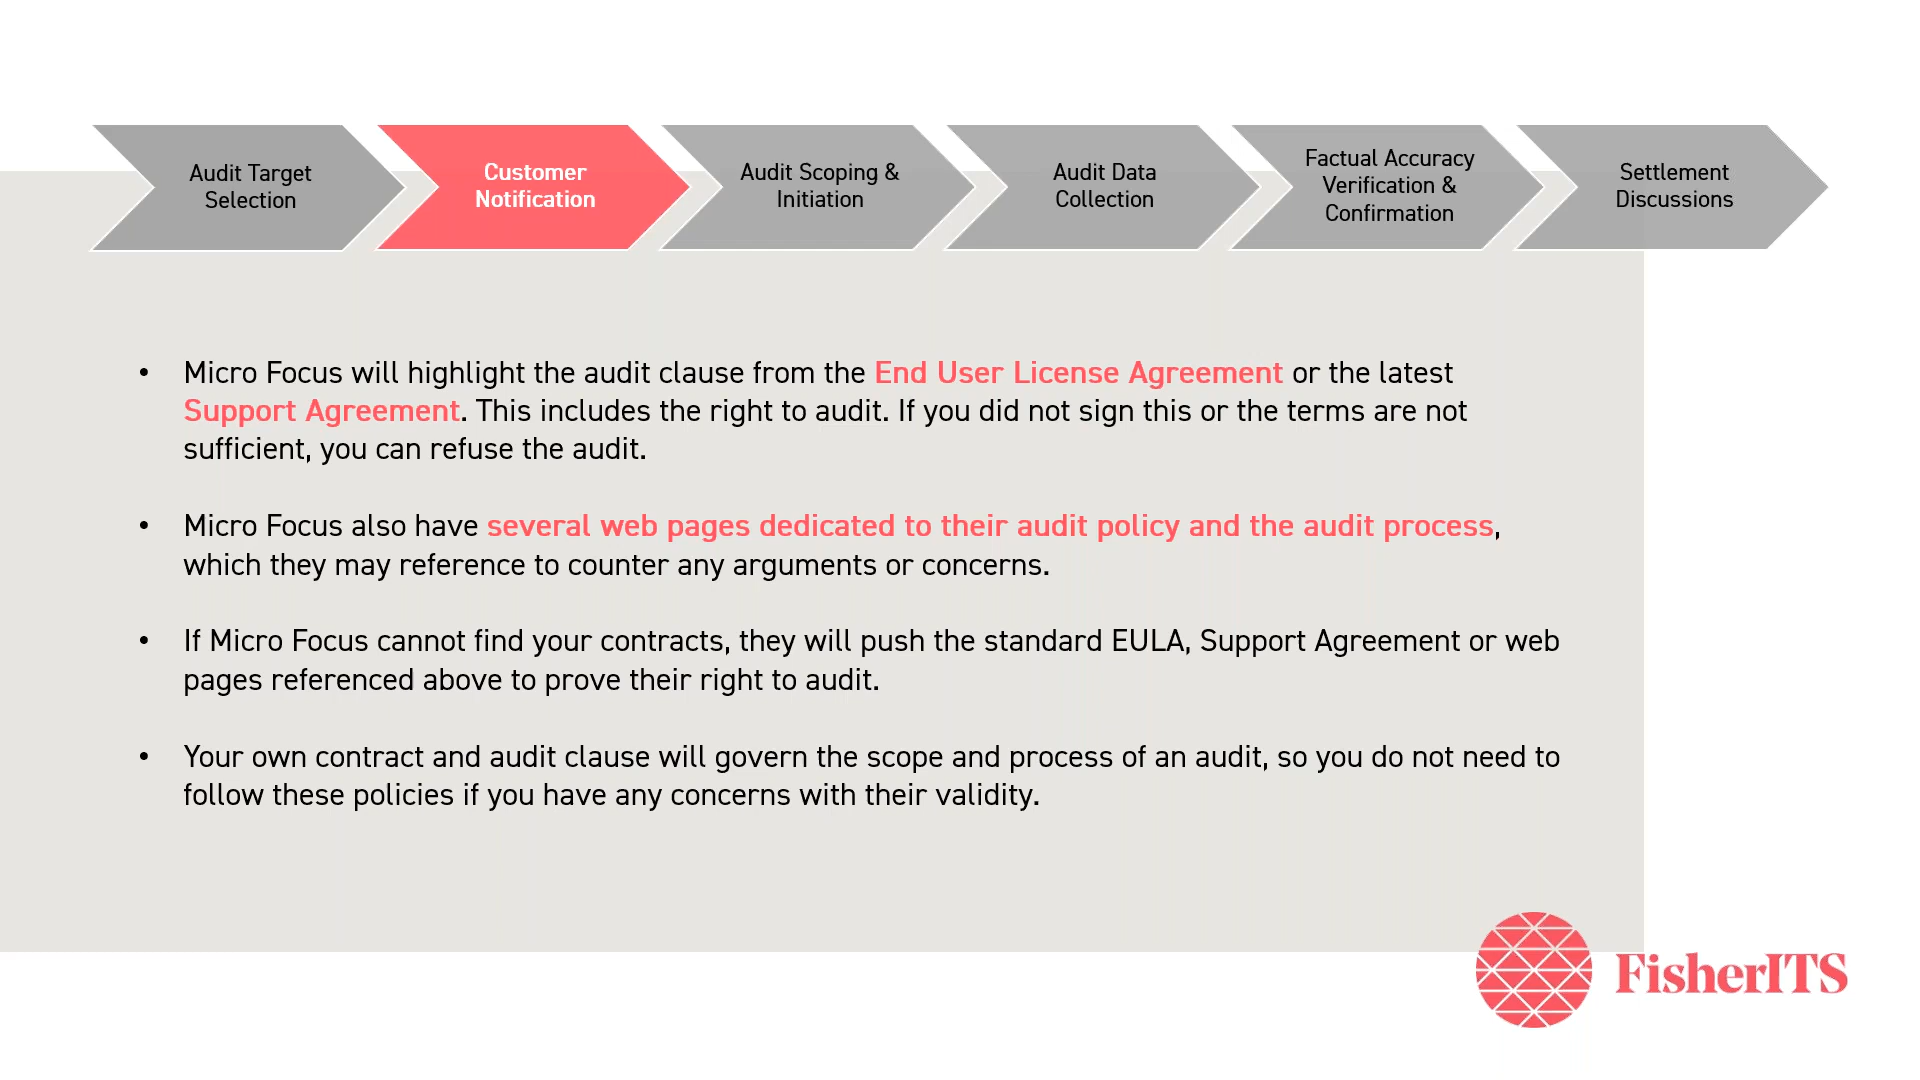 Audit Target
Selection
Customer
Notification
Audit Scoping &
Initiation
Audit Data
Collection
Factual Accuracy
Verification &
Confirmation
Settlement
Discussions
• Micro Focus will highlight the audit clause from the End User License Agreement or the latest
Support Agreement. This includes the right to audit. If you did not sign this or the terms are not
sufficient, you can refuse the audit.
• Micro Focus also have several web pages dedicated to their audit policy and the audit process,
which they may reference to counter any arguments or concerns.
• If Micro Focus cannot find your contracts, they will push the standard EULA, Support Agreement or web
pages referenced above to prove their right to audit.
• Your own contract and audit clause will govern the scope and process of an audit, so you do not need to
follow these policies if you have any concerns with their validity.
FisherITS